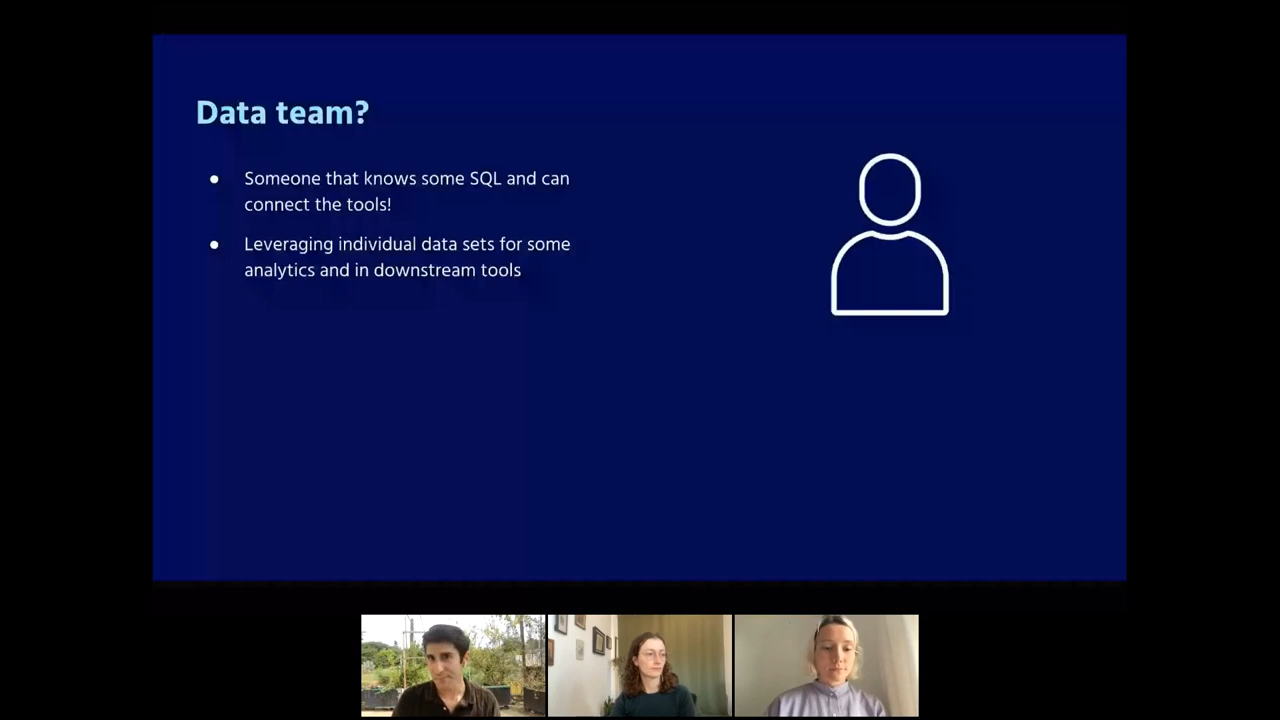 Data team?
● Someone that knows some SQL and can
connect the tools!
● Leveraging individual data sets for some
analytics and in downstream tools